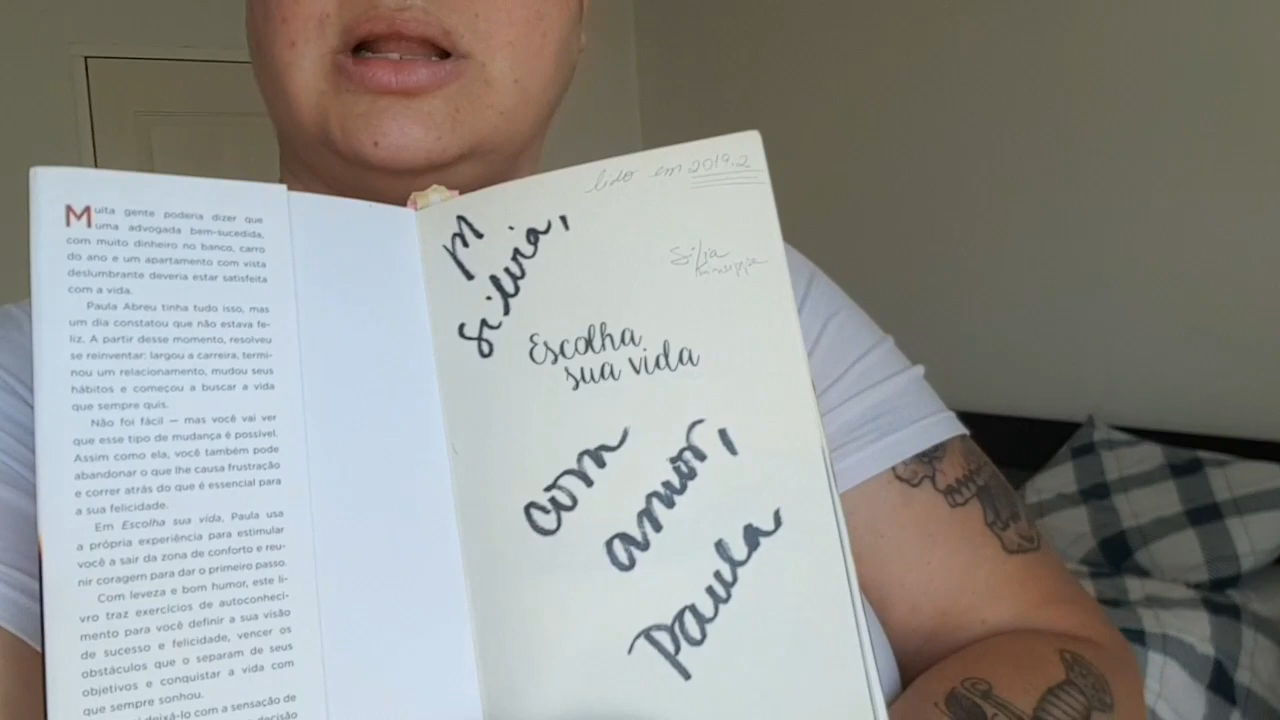 Muita gente poderia dizer que
uma advogada bem-sucedida,
com muito dinheiro no banco, carro
do ano e um apartamento com vista
deslumbrante deveria estar satisfeita
com a vida.
Paula Abreu tinha tudo isso, mas
um dia constatou que não estava fe-
liz. A partir desse momento, resolveu
se reinventar: largou a carreira, termi-
nou um relacionamento, mudou seus
hábitos e começou a buscar a vida
que sempre quis.
Não foi fácil — mas você vai ver
que esse tipo de mudança é possível.
Assim como ela, você também pode
abandonar o que lhe causa frustração
e correr atrás do que é essencial para
a sua felicidade.
Em Escolha sua vida, Paula usa
a própria experiência para estimular
você a sair da zona de conforto e reu-
nir coragem para dar o primeiro passo.
Com leveza e bom humor, este li-
vro traz exercícios de autoconheci-
mento para você definir a sua visão
de sucesso e felicidade, vencer os
obstáculos que o separam de seus
objetivos e conquistar a vida com
que sempre sonhou.
deixá-lo com a sensação de
lido em 2019.2
Silvia,
Escolha
sua vida
com
amor,
Paula